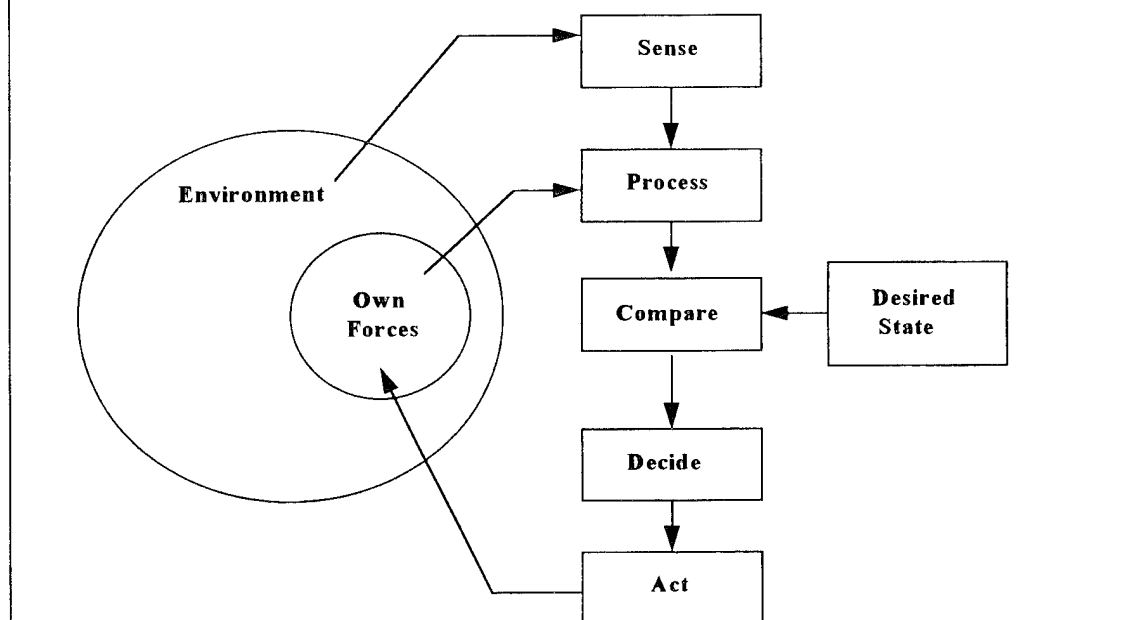 Sense
Environment
Process
Own
Forces
Compare
Desired
State
Decide
Act